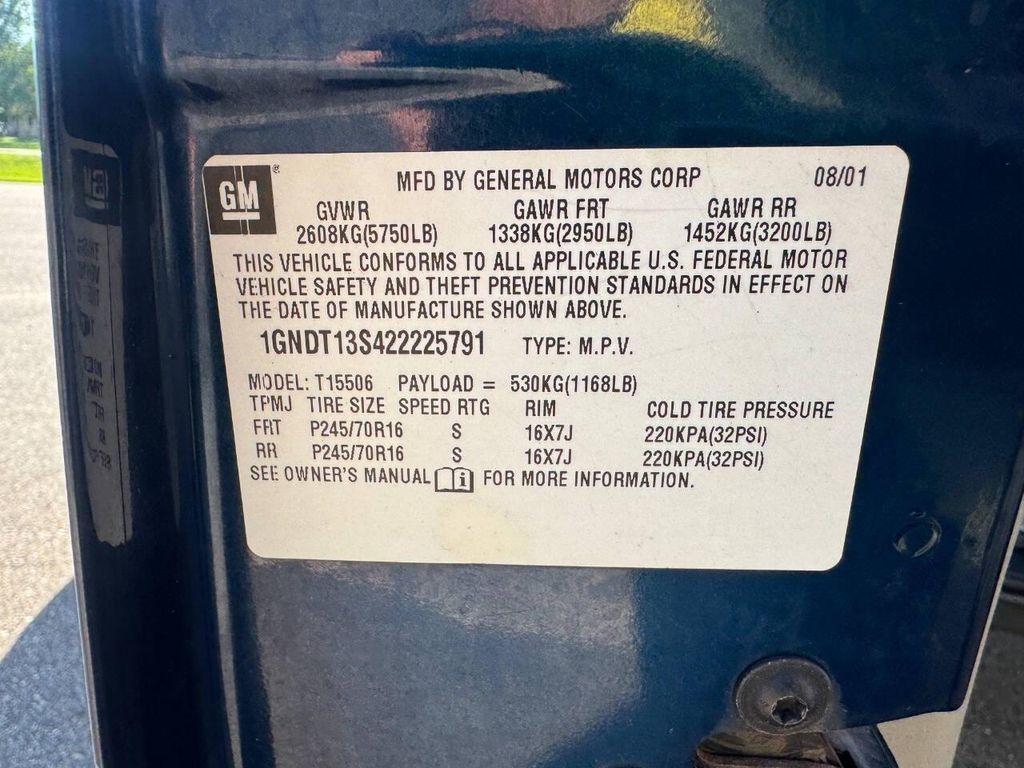 GM
MFD BY GENERAL MOTORS CORP 08/01
GVWR GAWR FRT GAWR RR
2608KG(5750LB) 1338KG(2950LB) 1452KG(3200LB)
THIS VEHICLE CONFORMS TO ALL APPLICABLE U.S. FEDERAL MOTOR
VEHICLE SAFETY AND THEFT PREVENTION STANDARDS IN EFFECT ON
THE DATE OF MANUFACTURE SHOWN ABOVE.
1GNDT13S422225791 TYPE: M.P.V.
MODEL: T15506 PAYLOAD = 530KG(1168LB)
TPMJ TIRE SIZE SPEED RTG RIM COLD TIRE PRESSURE
FRT P245/70R16 S 16X7J 220KPA(32PSI)
RR P245/70R16 S 16X7J 220KPA(32PSI)
SEE OWNER'S MANUAL FOR MORE INFORMATION.